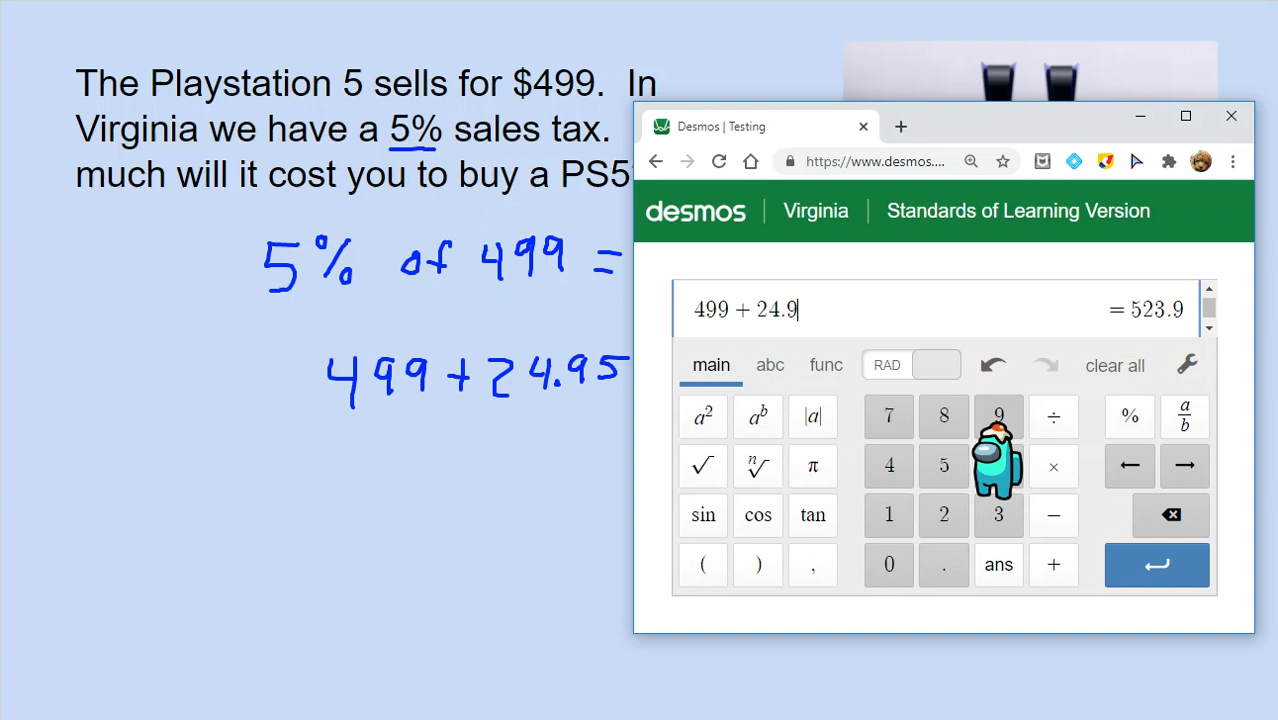 The Playstation 5 sells for $499. In
Virginia we have a 5% sales tax.
much will it cost you to buy a PS5
5% of 499 =
499 + 24.95
Desmos | Testing
https://www.desmos....
desmos Virginia Standards of Learning Version
499 + 24.9 = 523.9
main abc func RAD clear all
a² aᵇ |a| 7 8 9 ÷ % a/b
√ ⁿ√ π 4 5 × ← →
sin cos tan 1 2 3 −
( ) , 0 . ans +